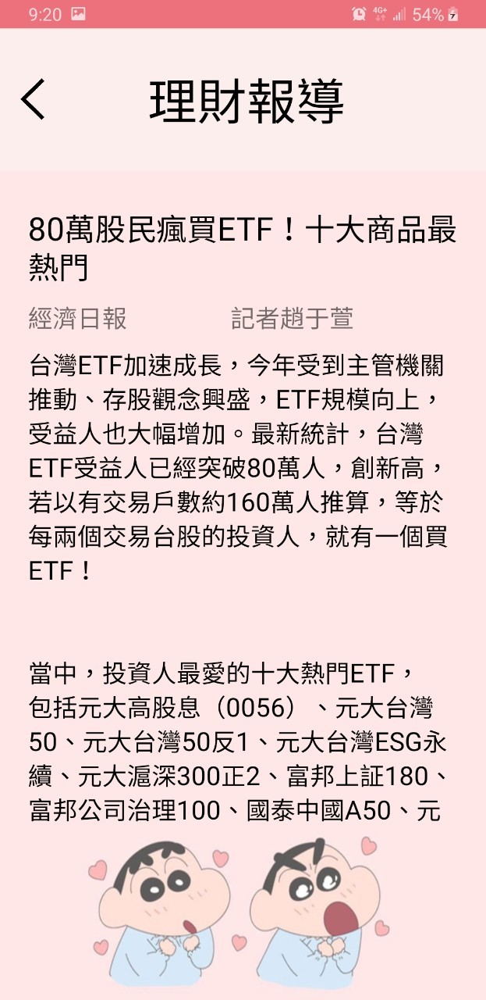 9:20
4G+
54%
理財報導
80萬股民瘋買ETF！十大商品最
熱門
經濟日報 記者趙于萱
台灣ETF加速成長，今年受到主管機關
推動、存股觀念興盛，ETF規模向上，
受益人也大幅增加。最新統計，台灣
ETF受益人已經突破80萬人，創新高，
若以有交易戶數約160萬人推算，等於
每兩個交易台股的投資人，就有一個買
ETF！
當中，投資人最愛的十大熱門ETF，
包括元大高股息（0056）、元大台灣
50、元大台灣50反1、元大台灣ESG永
續、元大滬深300正2、富邦上証180、
富邦公司治理100、國泰中國A50、元